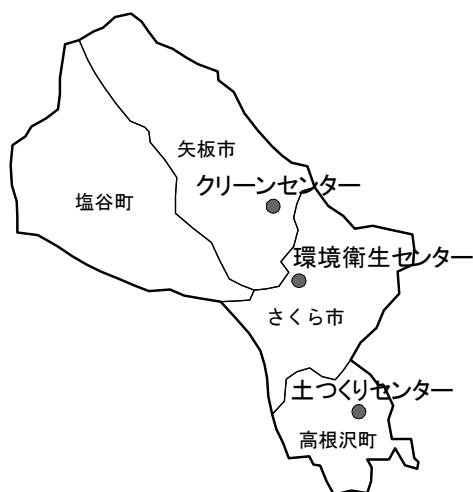 矢板市
クリーンセンター
塩谷町
環境衛生センター
さくら市
土つくりセンター
高根沢町